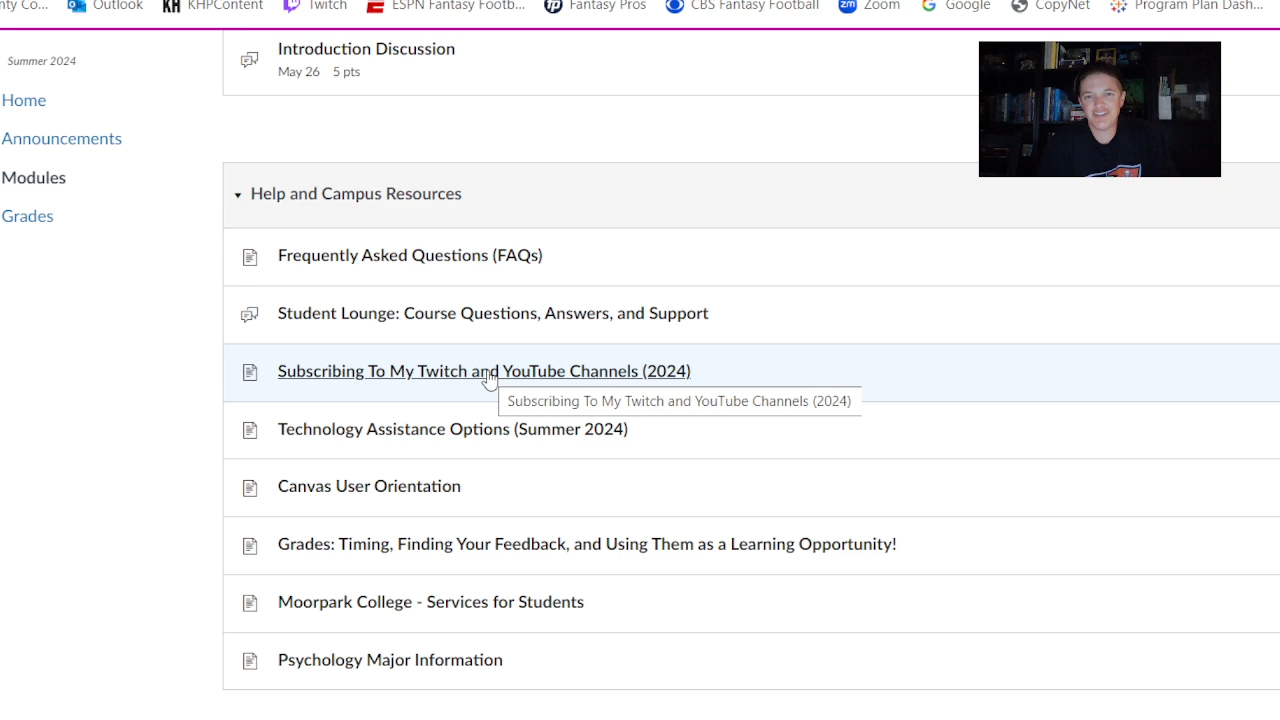 nty Co... Outlook KHPContent Twitch ESPN Fantasy Footb... Fantasy Pros CBS Fantasy Football Zoom Google CopyNet Program Plan Dash...
Summer 2024
Home
Announcements
Modules
Grades
Introduction Discussion
May 26 5 pts
Help and Campus Resources
Frequently Asked Questions (FAQs)
Student Lounge: Course Questions, Answers, and Support
Subscribing To My Twitch and YouTube Channels (2024)
Subscribing To My Twitch and YouTube Channels (2024)
Technology Assistance Options (Summer 2024)
Canvas User Orientation
Grades: Timing, Finding Your Feedback, and Using Them as a Learning Opportunity!
Moorpark College - Services for Students
Psychology Major Information